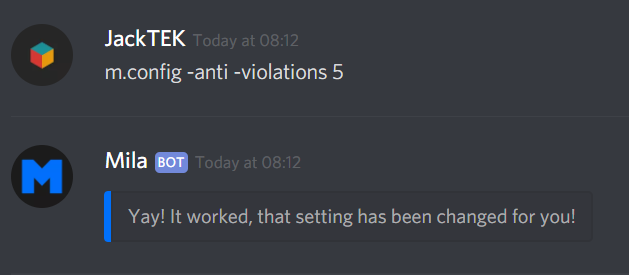 JackTEK Today at 08:12
m.config -anti -violations 5
M
Mila BOT Today at 08:12
Yay! It worked, that setting has been changed for you!